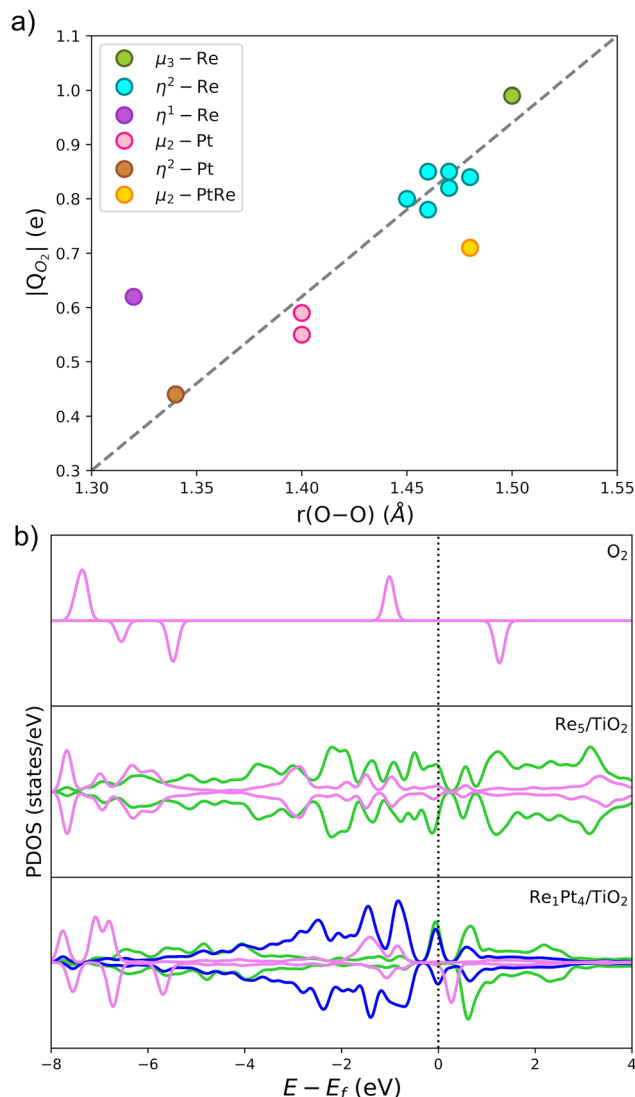 a)
1.1
1.0
0.9
0.8
0.7
0.6
0.5
0.4
0.3
|Q_{O_2}| (e)
μ₃ − Re
η² − Re
η¹ − Re
μ₂ − Pt
η² − Pt
μ₂ − PtRe
1.30 1.35 1.40 1.45 1.50 1.55
r(O−O) (Å)
b)
O₂
Re₅/TiO₂
Re₁Pt₄/TiO₂
PDOS (states/eV)
−8 −6 −4 −2 0 2 4
E − E_f (eV)